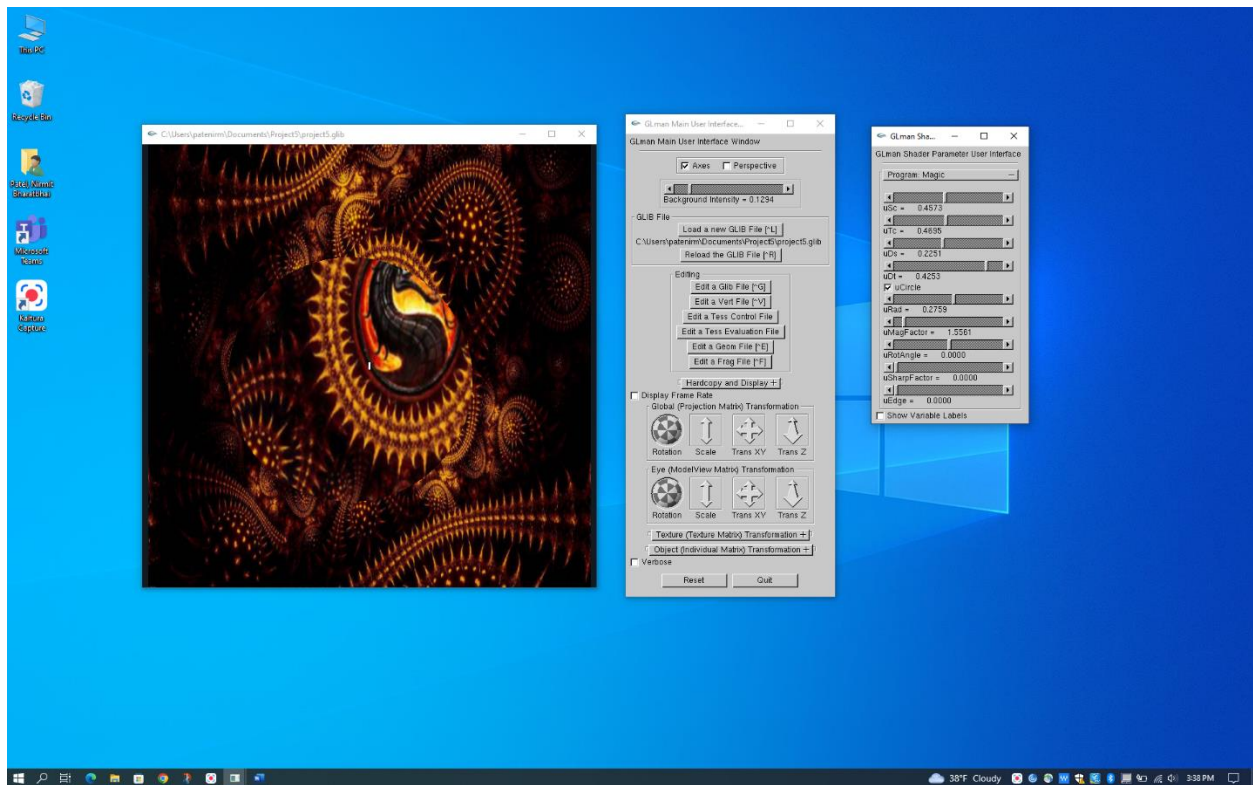 This PC
Recycle Bin
Patel Nirmit
Bharatbhai
Microsoft
Teams
Kaltura
Capture
C:\Users\patenirm\Documents\Project5\project5.glib
GLman Main User Interface...
GLman Main User Interface Window
Axes Perspective
Background Intensity = 0.1294
GLIB File
Load a new GLIB File [^L]
C:\Users\patenirm\Documents\Project5\project5.glib
Reload the GLIB File [^R]
Editing
Edit a Glib File [^G]
Edit a Vert File [^V]
Edit a Tess Control File
Edit a Tess Evaluation File
Edit a Geom File [^E]
Edit a Frag File [^F]
Hardcopy and Display +
Display Frame Rate
Global (Projection Matrix) Transformation
Rotation Scale Trans XY Trans Z
Eye (ModelView Matrix) Transformation
Rotation Scale Trans XY Trans Z
Texture (Texture Matrix) Transformation +
Object (Individual Matrix) Transformation +
Verbose
Reset Quit
GLman Sha...
GLman Shader Parameter User Interface
Program: Magic
uSc = 0.4573
uTc = 0.4695
uDs = 0.2251
uDt = 0.4253
uCircle
uRad = 0.2759
uMagFactor = 1.5561
uRotAngle = 0.0000
uSharpFactor = 0.0000
uEdge = 0.0000
Show Variable Labels
38°F Cloudy
3:38 PM